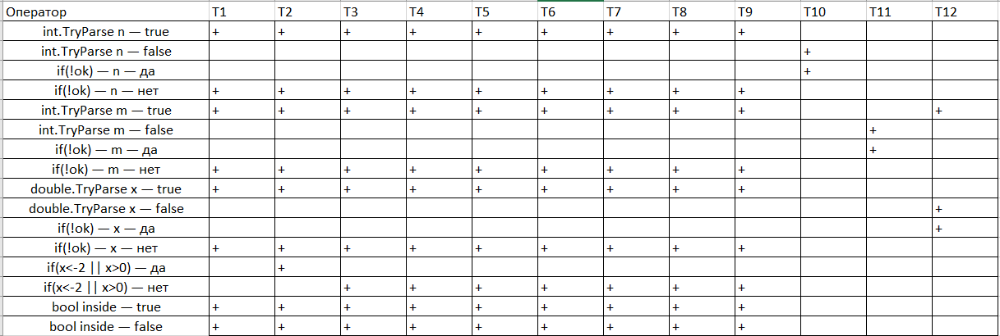 Оператор T1 T2 T3 T4 T5 T6 T7 T8 T9 T10 T11 T12
int.TryParse n — true + + + + + + + + +
int.TryParse n — false +
if(!ok) — n — да +
if(!ok) — n — нет + + + + + + + + +
int.TryParse m — true + + + + + + + + + +
int.TryParse m — false +
if(!ok) — m — да +
if(!ok) — m — нет + + + + + + + + +
double.TryParse x — true + + + + + + + + +
double.TryParse x — false +
if(!ok) — x — да +
if(!ok) — x — нет + + + + + + + + +
if(x<-2 || x>0) — да +
if(x<-2 || x>0) — нет + + + + + + +
bool inside — true + + + + + + + + +
bool inside — false + + + + + + + + +